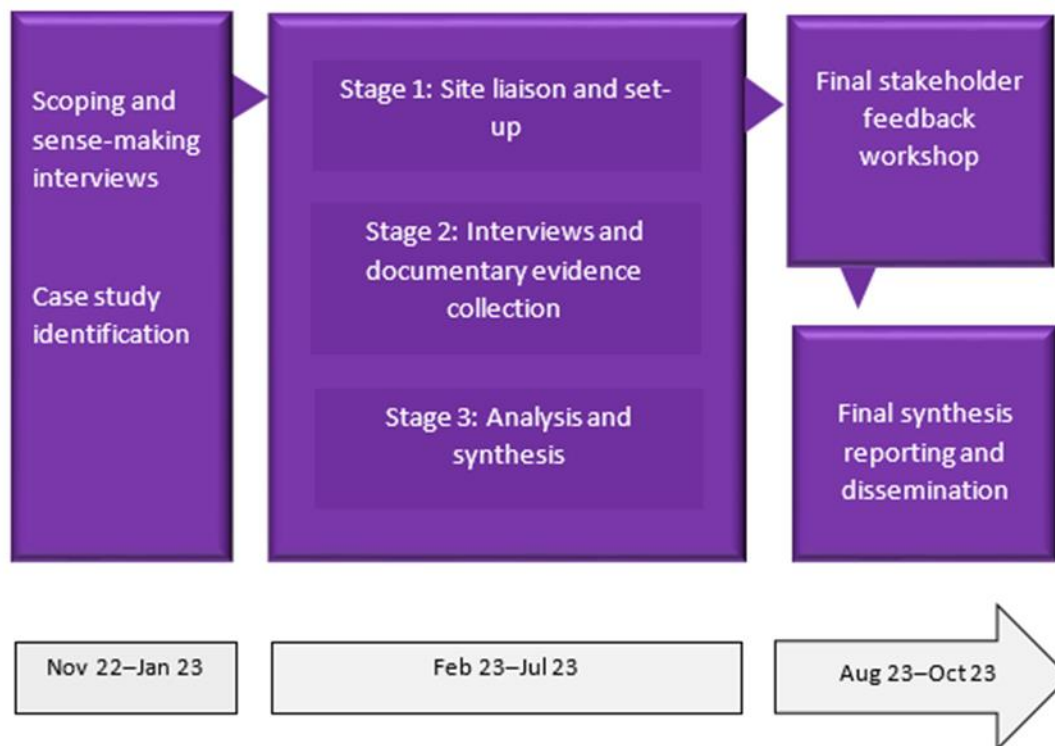 Scoping and
sense-making
interviews
Case study
identification
Stage 1: Site liaison and set-
up
Stage 2: Interviews and
documentary evidence
collection
Stage 3: Analysis and
synthesis
Final stakeholder
feedback
workshop
Final synthesis
reporting and
dissemination
Nov 22–Jan 23
Feb 23–Jul 23
Aug 23–Oct 23